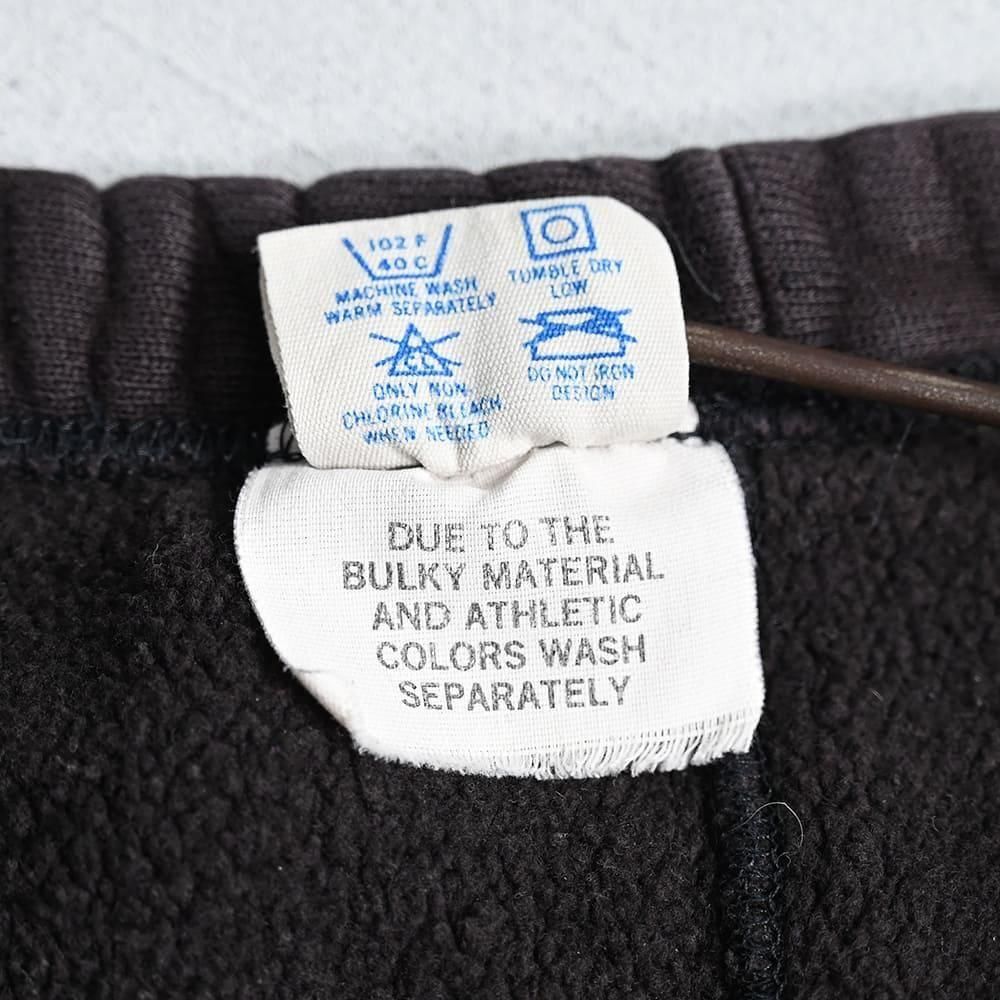 102 F
40 C
MACHINE WASH
WARM SEPARATELY
TUMBLE DRY
LOW
CL
ONLY NON
CHLORINE BLEACH
WHEN NEEDED
DO NOT IRON
DESIGN
DUE TO THE
BULKY MATERIAL
AND ATHLETIC
COLORS WASH
SEPARATELY